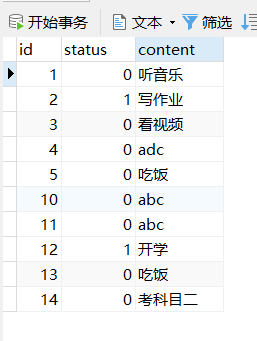 开始事务 文本 筛选
id status content
1 0 听音乐
2 1 写作业
3 0 看视频
4 0 adc
5 0 吃饭
10 0 abc
11 0 abc
12 1 开学
13 0 吃饭
14 0 考科目二